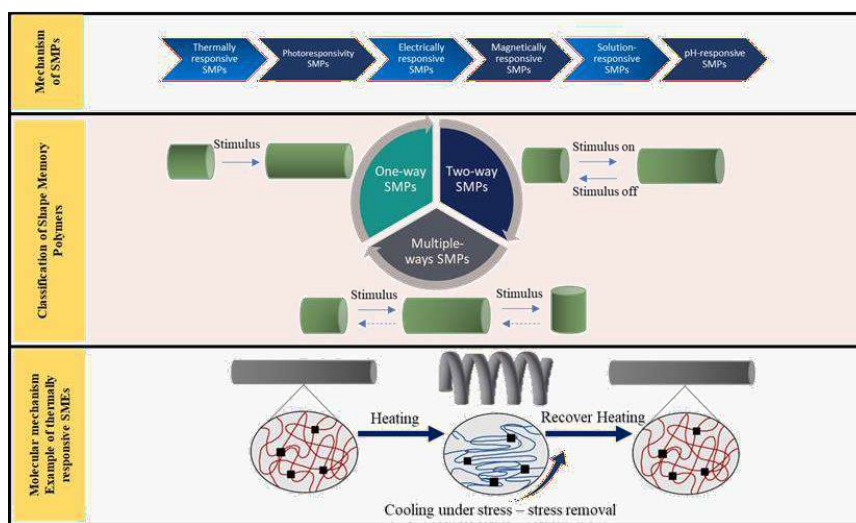 Mechanism
of SMPs
Thermally
responsive
SMPs
Photoresponsivity
SMPs
Electrically
responsive
SMPs
Magnetically
responsive
SMPs
Solution-
responsive
SMPs
pH-responsive
SMPs
Classification of Shape Memory
Polymers
Stimulus
One-way
SMPs
Two-way
SMPs
Stimulus on
Stimulus off
Multiple-
ways SMPs
Stimulus
Stimulus
Molecular mechanism
Example of thermally
responsive SMEs
Heating
Recover Heating
Cooling under stress – stress removal